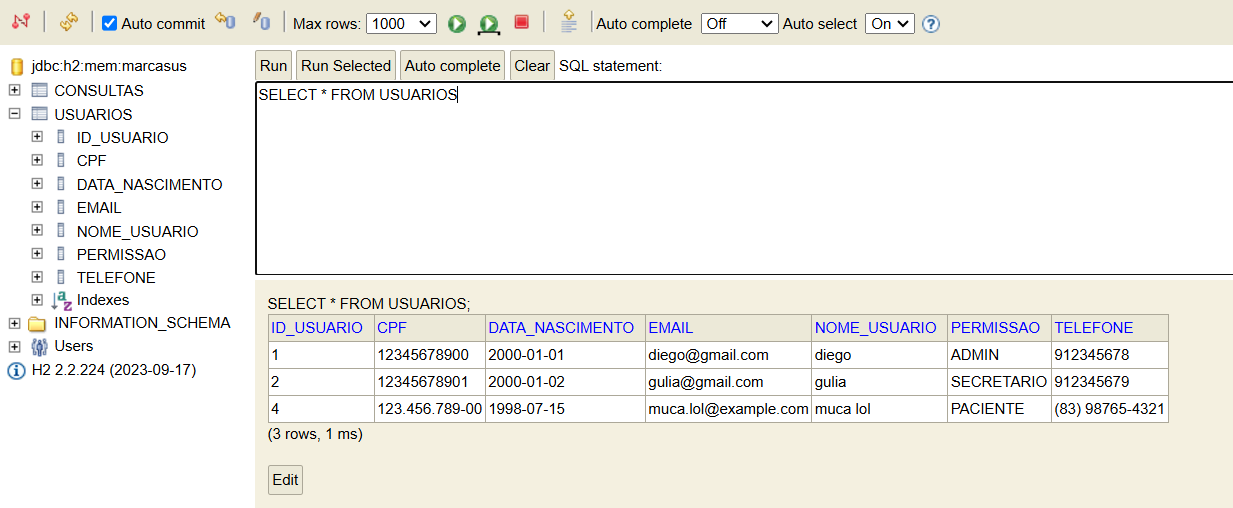 Auto commit Max rows: 1000 Auto complete Off Auto select On ?
jdbc:h2:mem:marcasus
CONSULTAS
USUARIOS
ID_USUARIO
CPF
DATA_NASCIMENTO
EMAIL
NOME_USUARIO
PERMISSAO
TELEFONE
Indexes
INFORMATION_SCHEMA
Users
H2 2.2.224 (2023-09-17)
Run Run Selected Auto complete Clear SQL statement:
SELECT * FROM USUARIOS
SELECT * FROM USUARIOS;
ID_USUARIO CPF DATA_NASCIMENTO EMAIL NOME_USUARIO PERMISSAO TELEFONE
1 12345678900 2000-01-01 diego@gmail.com diego ADMIN 912345678
2 12345678901 2000-01-02 gulia@gmail.com gulia SECRETARIO 912345679
4 123.456.789-00 1998-07-15 muca.lol@example.com muca lol PACIENTE (83) 98765-4321
(3 rows, 1 ms)
Edit